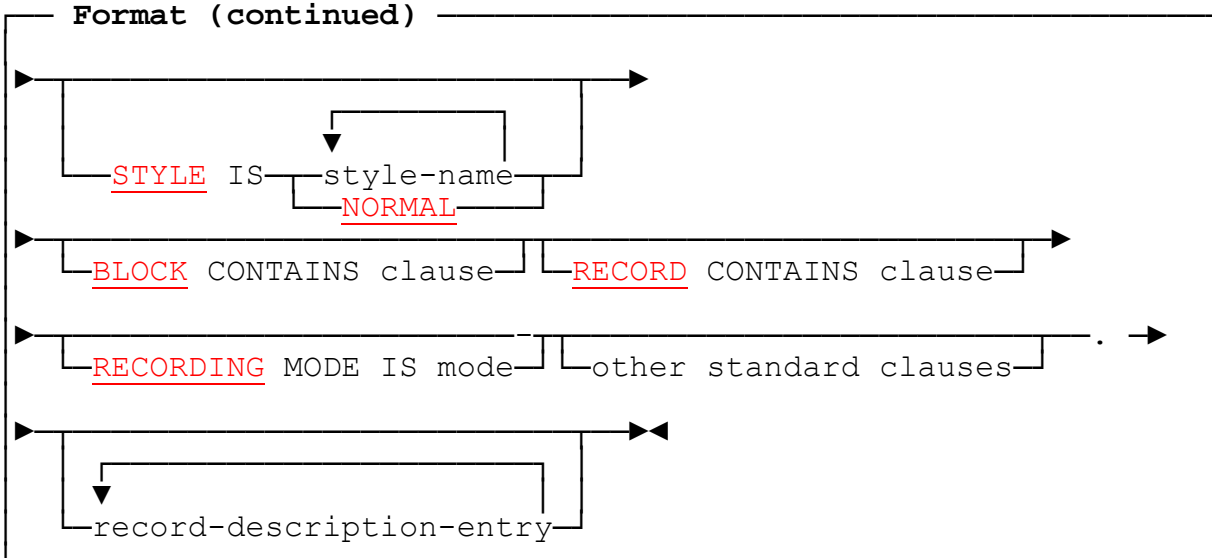 Format (continued)
style-name
STYLE IS
NORMAL
BLOCK CONTAINS clause RECORD CONTAINS clause
RECORDING MODE IS mode other standard clauses .
record-description-entry